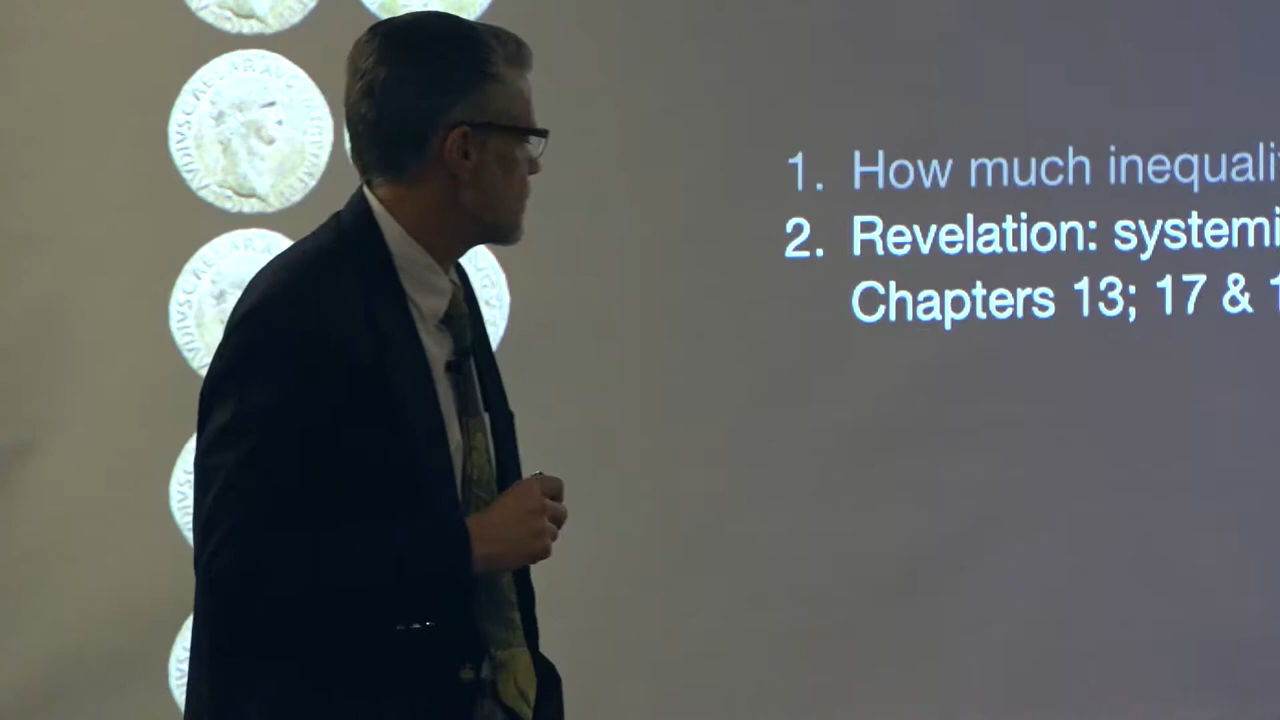 1. How much inequali
2. Revelation: systemi
Chapters 13; 17 & 1